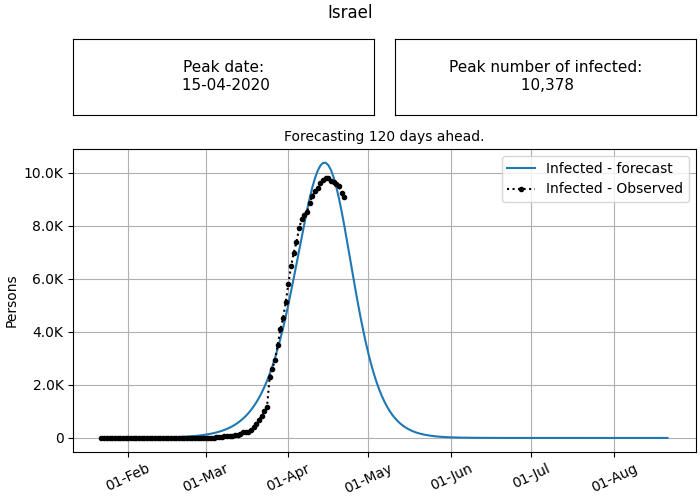 Israel
Peak date:
15-04-2020
Peak number of infected:
10,378
Forecasting 120 days ahead.
Infected - forecast
Infected - Observed
Persons
10.0K
8.0K
6.0K
4.0K
2.0K
0
01-Feb
01-Mar
01-Apr
01-May
01-Jun
01-Jul
01-Aug